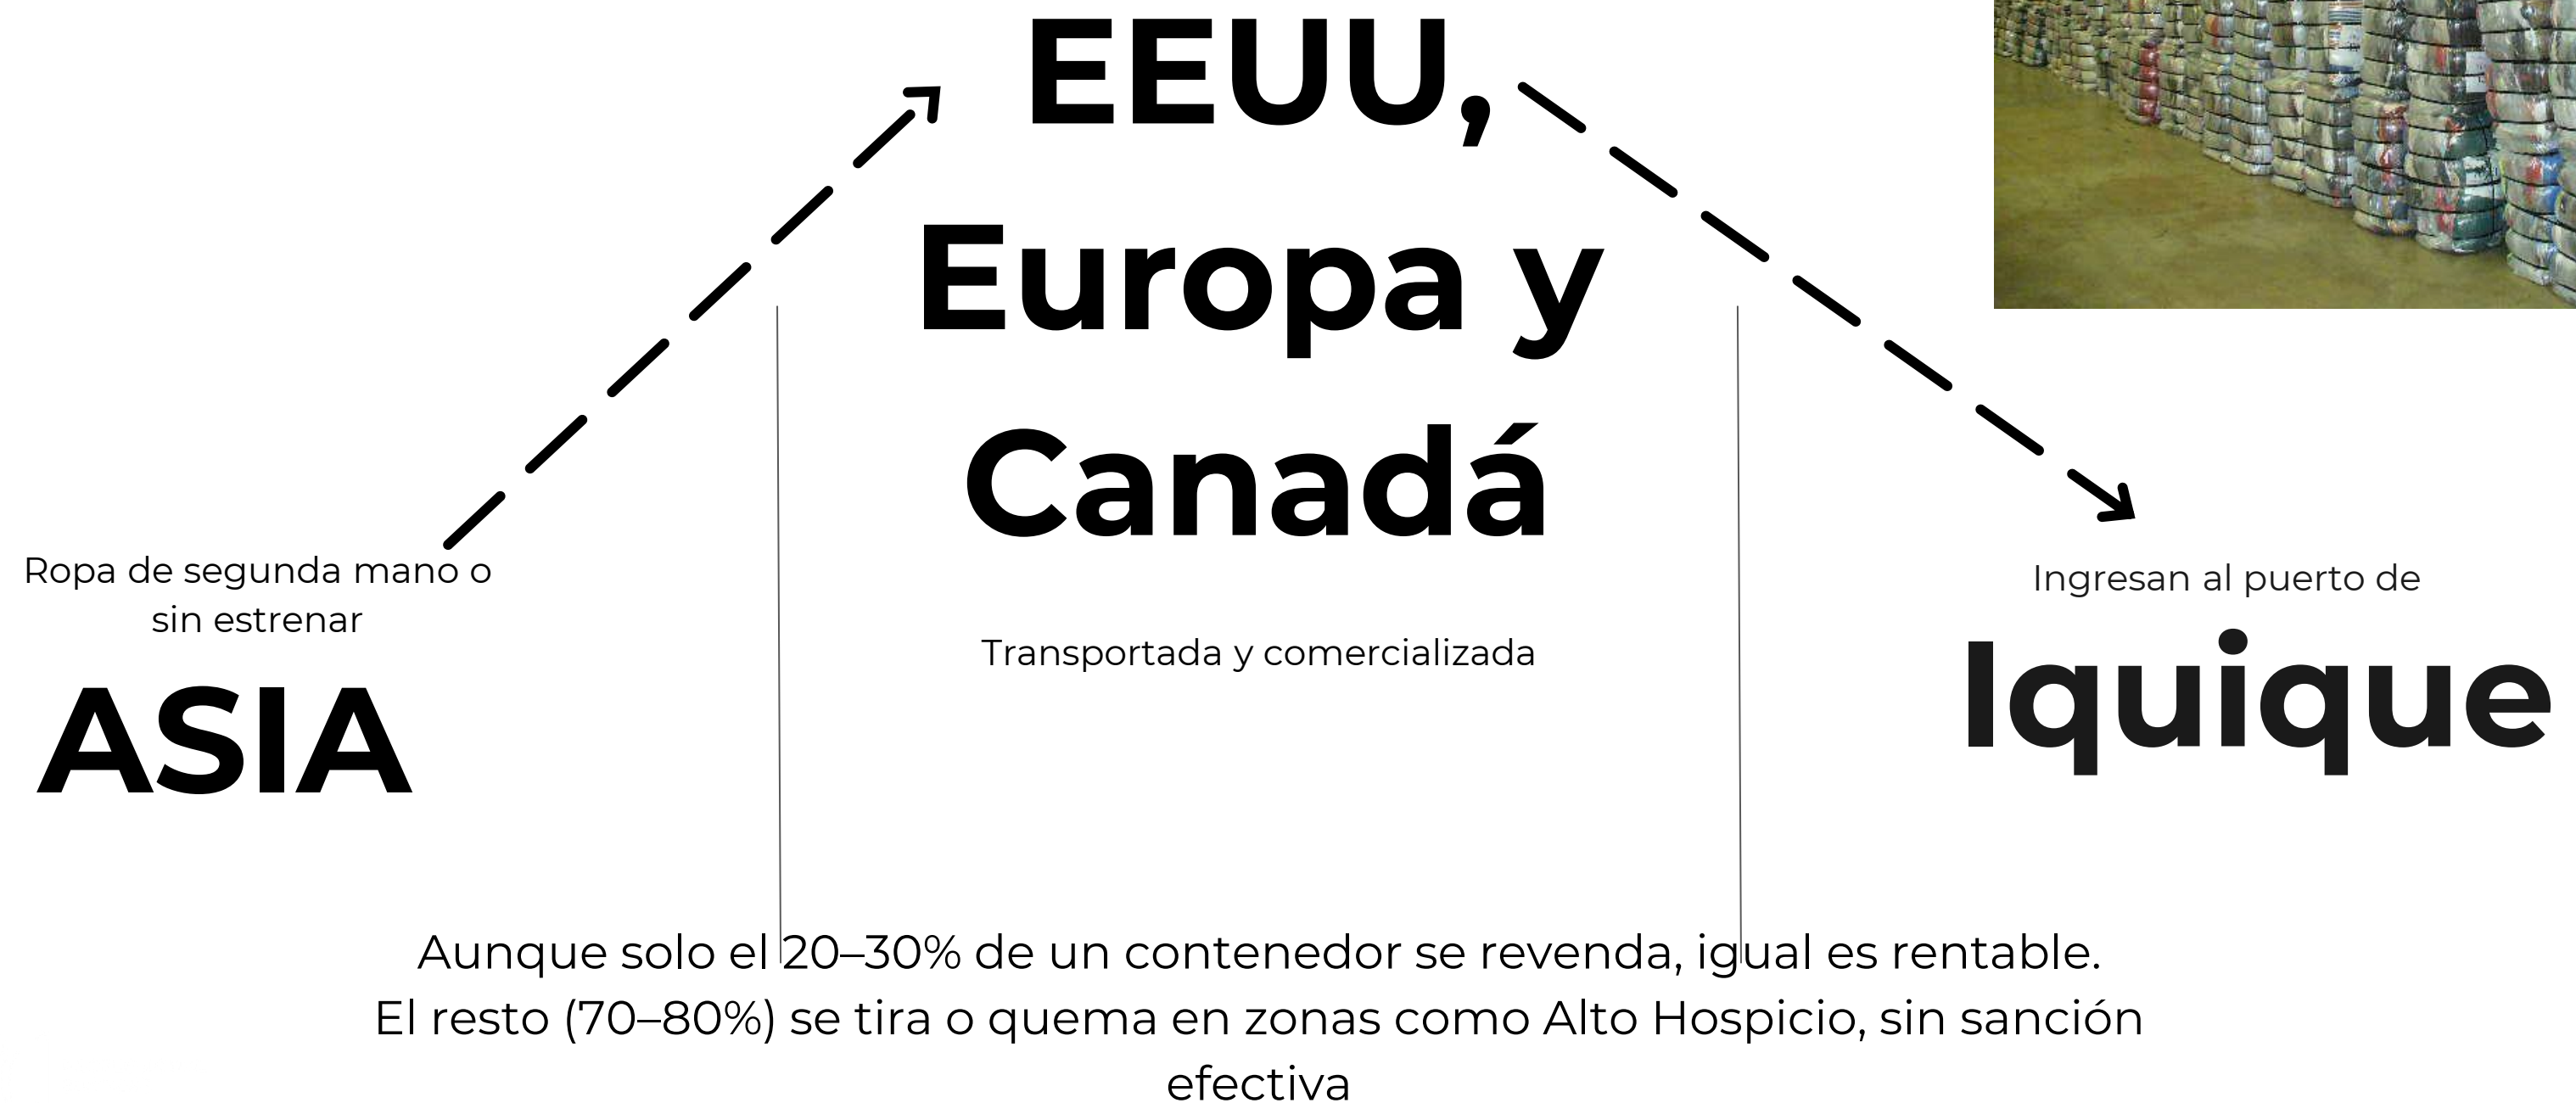 EEUU,
Europa y
Canadá
Transportada y comercializada
Ropa de segunda mano o
sin estrenar
ASIA
Ingresan al puerto de
Iquique
Aunque solo el 20–30% de un contenedor se revenda, igual es rentable.
El resto (70–80%) se tira o quema en zonas como Alto Hospicio, sin sanción
efectiva